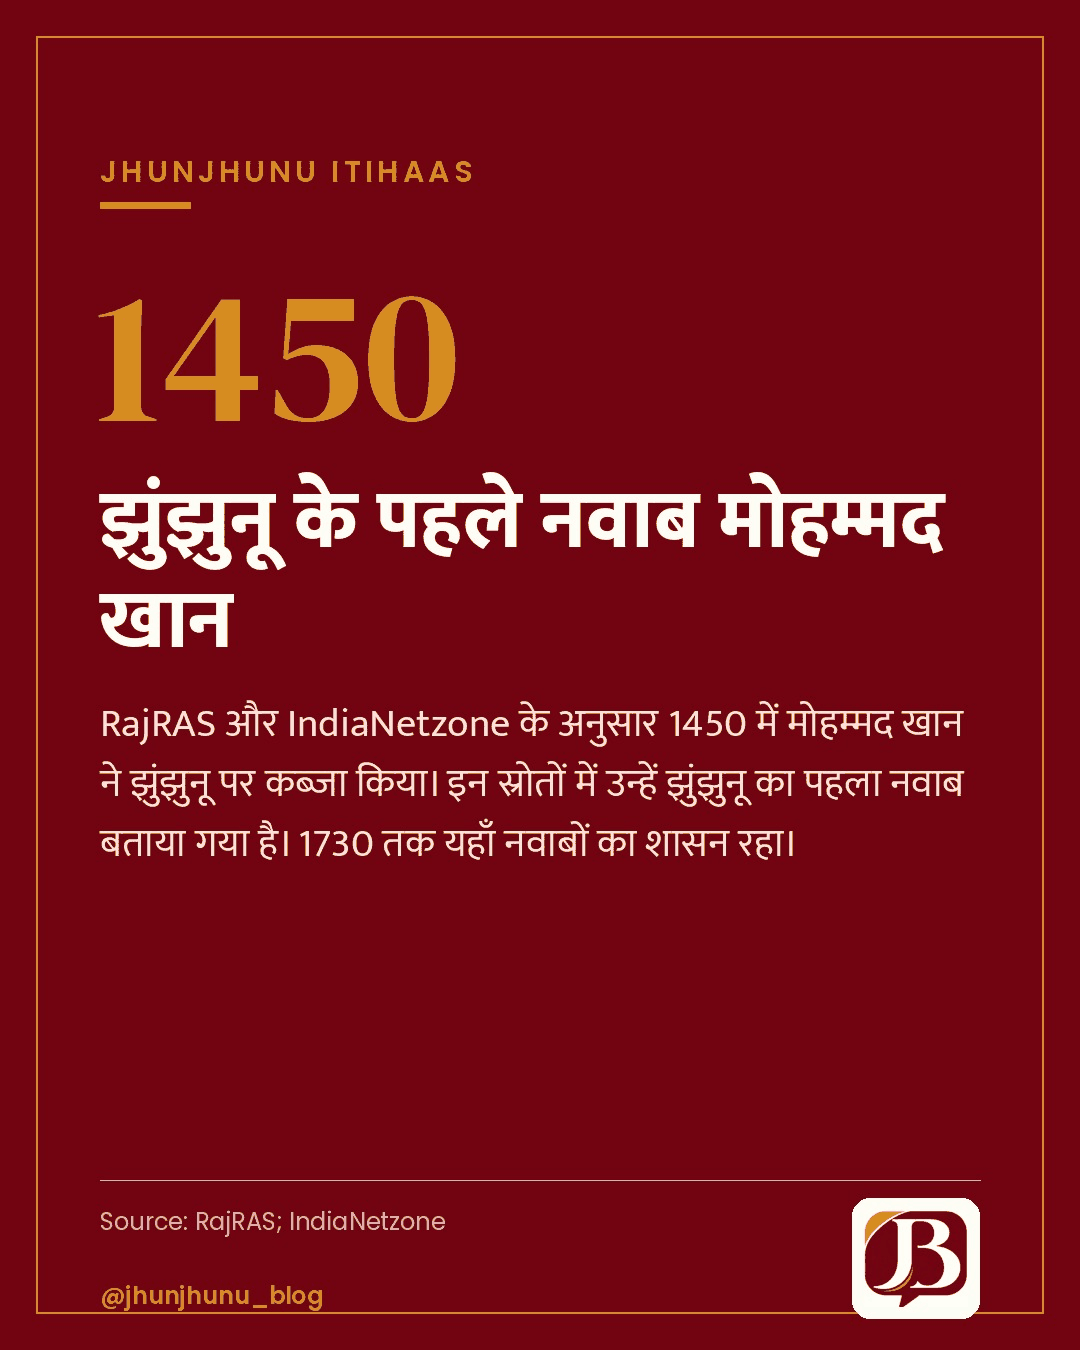 JHUNJHUNU ITIHAAS
1450
झुंझुनू के पहले नवाब मोहम्मद
खान
RajRAS और IndiaNetzone के अनुसार 1450 में मोहम्मद खान
ने झुंझुनू पर कब्जा किया। इन स्रोतों में उन्हें झुंझुनू का पहला नवाब
बताया गया है। 1730 तक यहाँ नवाबों का शासन रहा।
Source: RajRAS; IndiaNetzone
@jhunjhunu_blog
JB